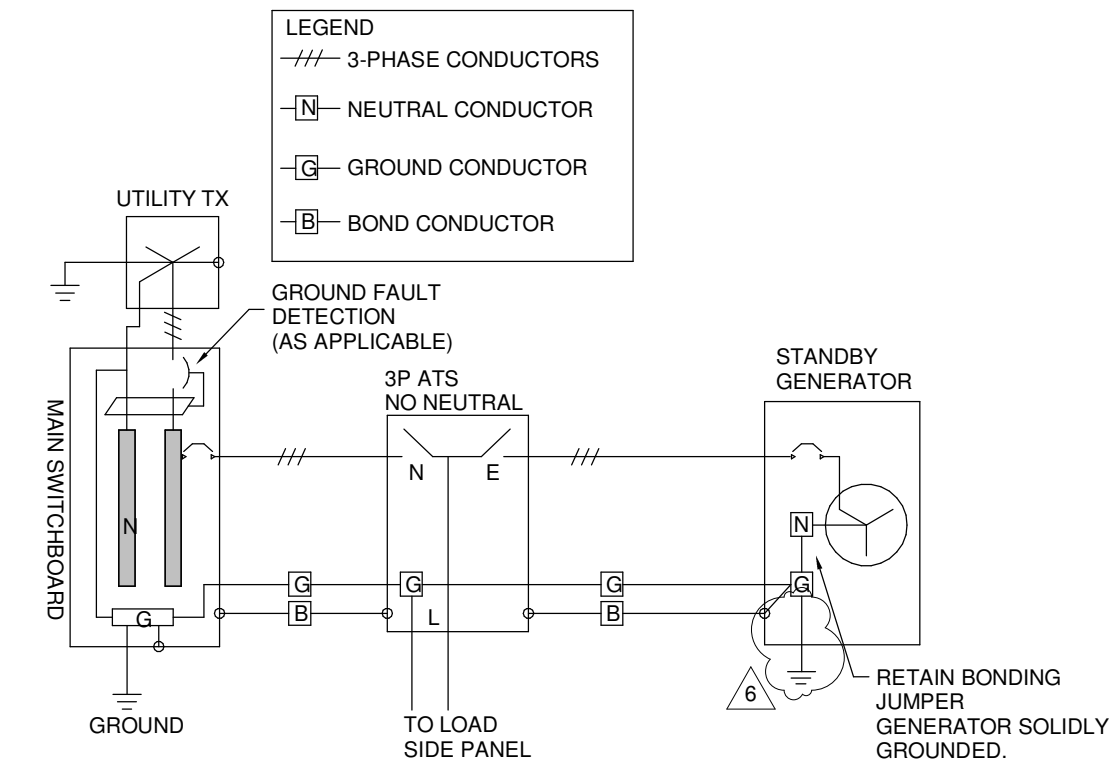 LEGEND
3-PHASE CONDUCTORS
N NEUTRAL CONDUCTOR
G GROUND CONDUCTOR
B BOND CONDUCTOR
UTILITY TX
GROUND FAULT
DETECTION
(AS APPLICABLE)
3P ATS
NO NEUTRAL
STANDBY
GENERATOR
MAIN SWITCHBOARD
N E
N
N
G G G G
B B
G
L
6
GROUND
TO LOAD
SIDE PANEL
RETAIN BONDING
JUMPER
GENERATOR SOLIDLY
GROUNDED.